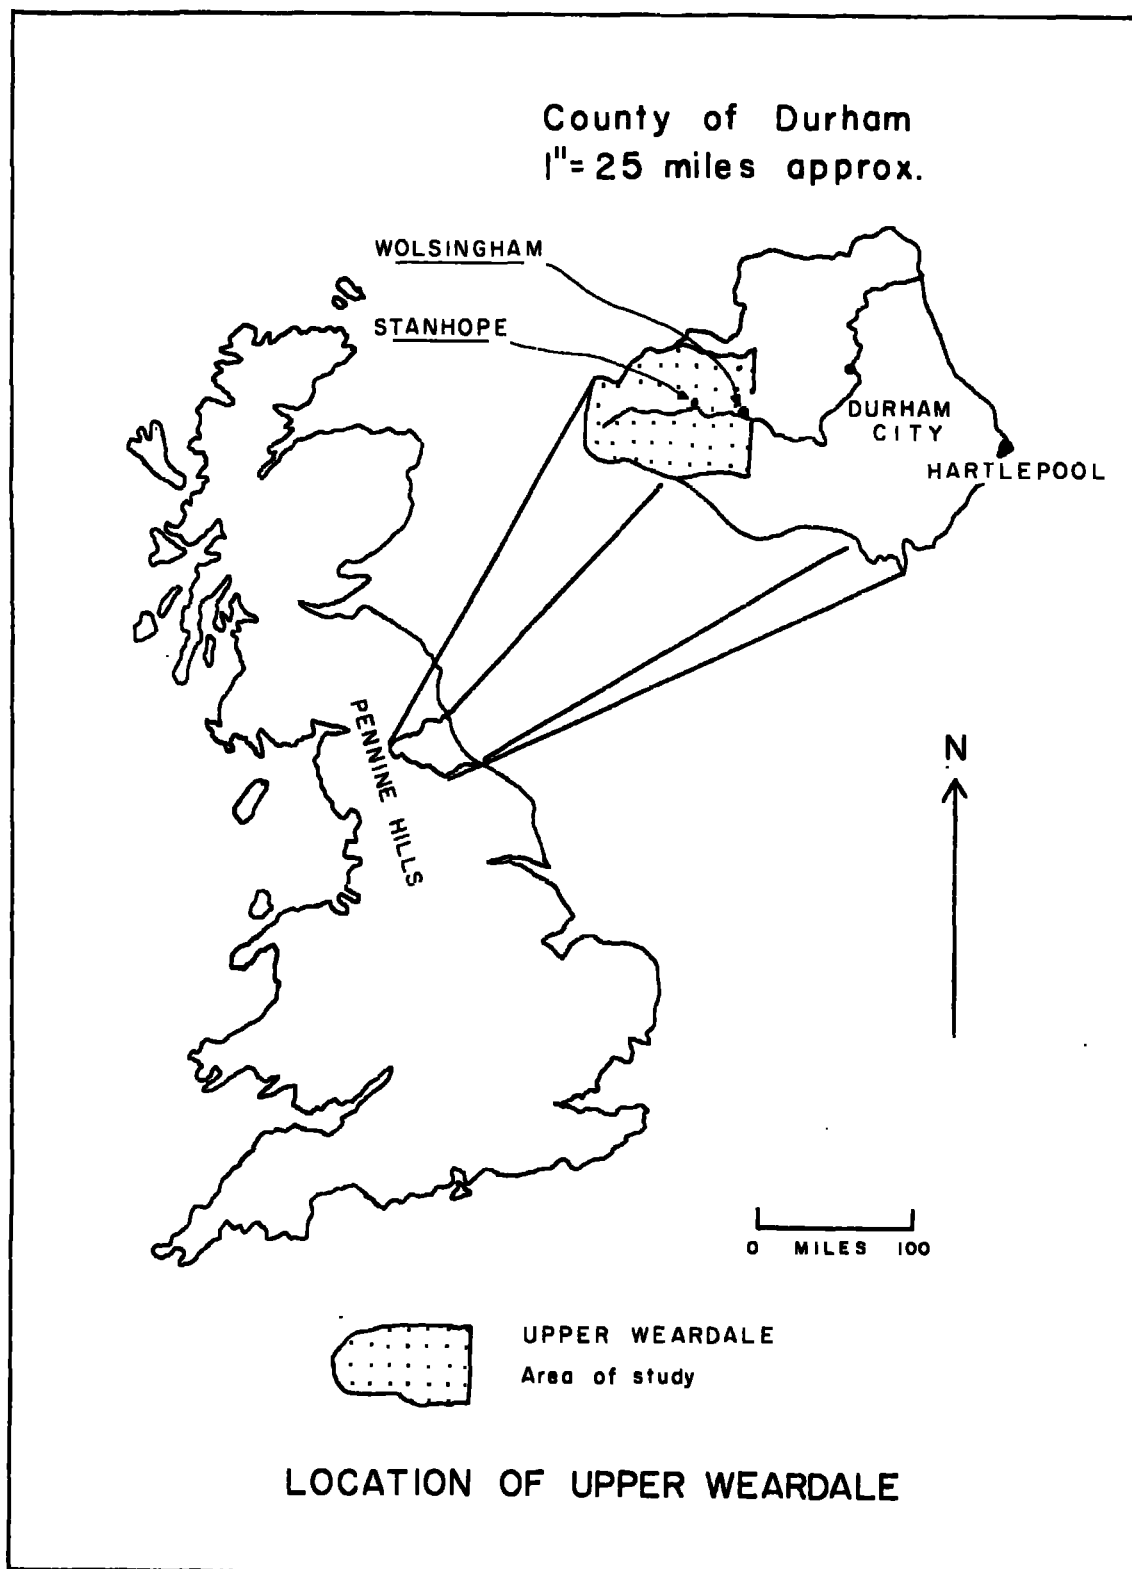 County of Durham
1"= 25 miles approx.
WOLSINGHAM
STANHOPE
DURHAM
CITY
HARTLEPOOL
PENNINE HILLS
N
0 MILES 100
UPPER WEARDALE
Area of study
LOCATION OF UPPER WEARDALE